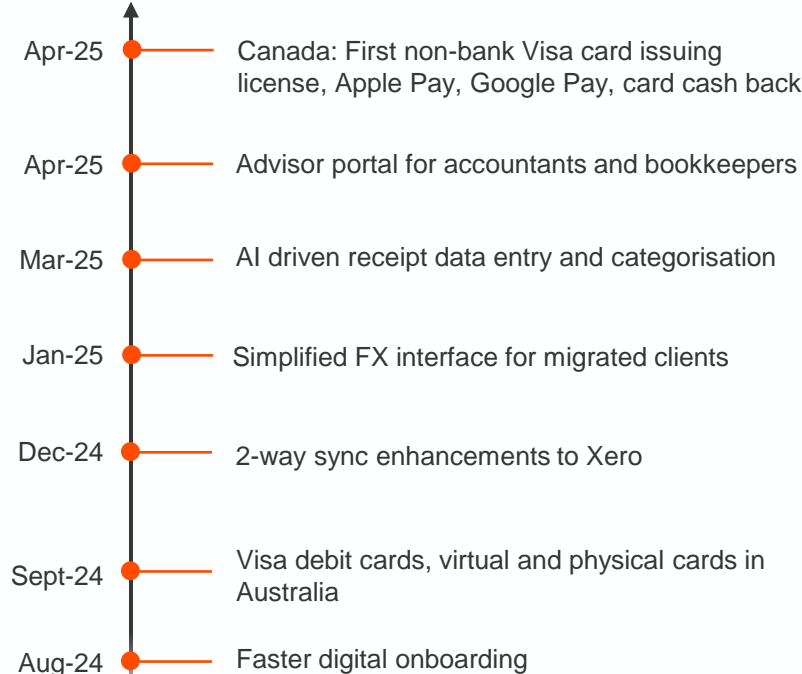 Apr-25
Canada: First non-bank Visa card issuing
license, Apple Pay, Google Pay, card cash back
Apr-25
Advisor portal for accountants and bookkeepers
Mar-25
AI driven receipt data entry and categorisation
Jan-25
Simplified FX interface for migrated clients
Dec-24
2-way sync enhancements to Xero
Sept-24
Visa debit cards, virtual and physical cards in
Australia
Aug-24
Faster digital onboarding